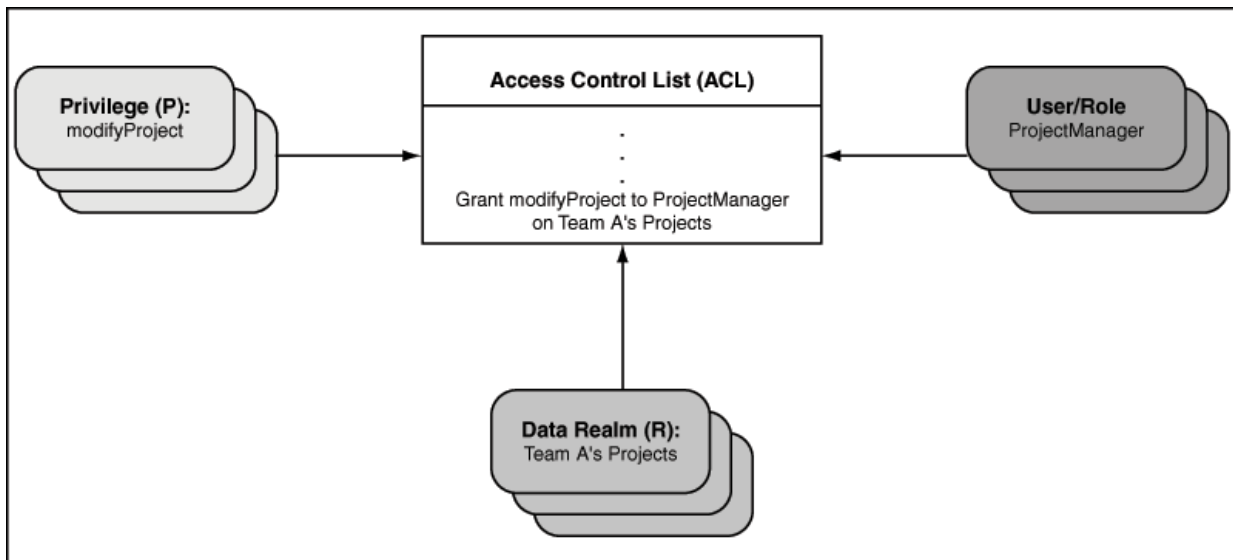 Privilege (P):
modifyProject
Access Control List (ACL)
.
.
.
Grant modifyProject to ProjectManager
on Team A's Projects
User/Role
ProjectManager
Data Realm (R):
Team A's Projects